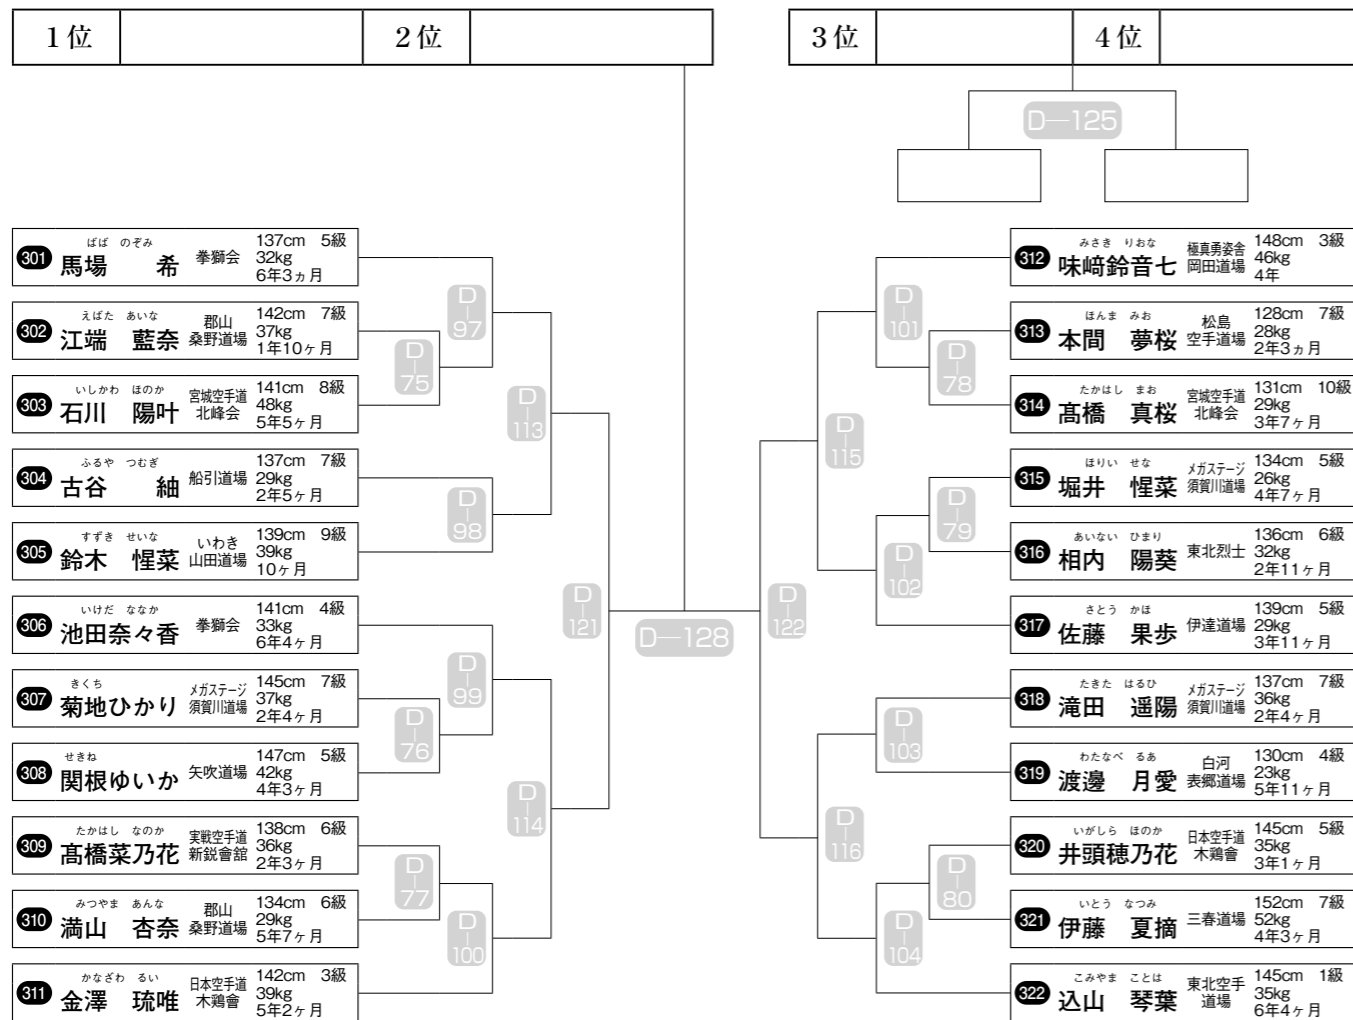 1位 2位 3位 4位
D—125
301 ばば のぞみ 馬場 希 拳獅会 137cm 5級 32kg 6年3ヵ月
302 えばた あいな 江端 藍奈 郡山 桑野道場 142cm 7級 37kg 1年10ヶ月
303 いしかわ ほのか 石川 陽叶 宮城空手道 北峰会 141cm 8級 48kg 5年5ヶ月
304 ふるや つむぎ 古谷 紬 船引道場 137cm 7級 29kg 2年5ヶ月
305 すずき せいな 鈴木 惺菜 いわき 山田道場 139cm 9級 39kg 10ヶ月
306 いけだ ななか 池田奈々香 拳獅会 141cm 4級 33kg 6年4ヶ月
307 きくち 菊地ひかり メガステージ 須賀川道場 145cm 7級 37kg 2年4ヶ月
308 せきね 関根ゆいか 矢吹道場 147cm 5級 42kg 4年3ヶ月
309 たかはし なのか 髙橋菜乃花 実戦空手道 新鋭會舘 138cm 6級 36kg 2年3ヶ月
310 みつやま あんな 満山 杏奈 郡山 桑野道場 134cm 6級 29kg 5年7ヶ月
311 かなざわ るい 金澤 琉唯 日本空手道 木鶏會 142cm 3級 39kg 5年2ヶ月
D—97
D—75
D—113
D—98
D—121
D—99
D—76
D—114
D—77
D—100
D—128
D—122
D—101
D—78
D—115
D—79
D—102
D—103
D—116
D—80
D—104
312 みさき りおな 味﨑鈴音七 極真勇姿舎 岡田道場 148cm 3級 46kg 4年
313 ほんま みお 本間 夢桜 松島 空手道場 128cm 7級 28kg 2年3ヵ月
314 たかはし まお 髙橋 真桜 宮城空手道 北峰会 131cm 10級 29kg 3年7ヶ月
315 ほりい せな 堀井 惺菜 メガステージ 須賀川道場 134cm 5級 26kg 4年7ヶ月
316 あいない ひまり 相内 陽葵 東北烈士 136cm 6級 32kg 2年11ヶ月
317 さとう かほ 佐藤 果歩 伊達道場 139cm 5級 29kg 3年11ヶ月
318 たきた はるひ 滝田 遥陽 メガステージ 須賀川道場 137cm 7級 36kg 2年4ヶ月
319 わたなべ るあ 渡邊 月愛 白河 表郷道場 130cm 4級 23kg 5年11ヶ月
320 いがしら ほのか 井頭穂乃花 日本空手道 木鶏會 145cm 5級 35kg 3年1ヶ月
321 いとう なつみ 伊藤 夏摘 三春道場 152cm 7級 52kg 4年3ヶ月
322 こみやま ことは 込山 琴葉 東北空手 道場 145cm 1級 35kg 6年4ヶ月